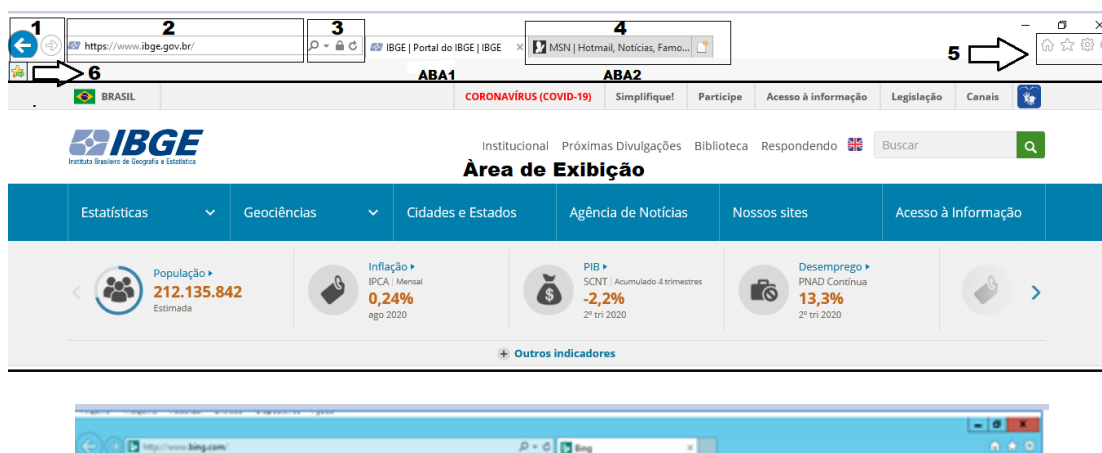 1 2 3 4
https://www.ibge.gov.br/ IBGE | Portal do IBGE | IBGE × MSN | Hotmail, Notícias, Famo...
5
6 ABA1 ABA2
BRASIL CORONAVÍRUS (COVID-19) Simplifique! Participe Acesso à informação Legislação Canais
IBGE Institucional Próximas Divulgações Biblioteca Respondendo Buscar
Instituto Brasileiro de Geografia e Estatística
Àrea de Exibição
Estatísticas Geociências Cidades e Estados Agência de Notícias Nossos sites Acesso à Informação
População Inflação PIB Desemprego
IPCA | Mensal SCNT | Acumulado 4 trimestres PNAD Contínua
212.135.842 0,24% -2,2% 13,3%
Estimada ago 2020 2º tri 2020 2º tri 2020
+ Outros indicadores
http://www.bing.com/ Bing ×